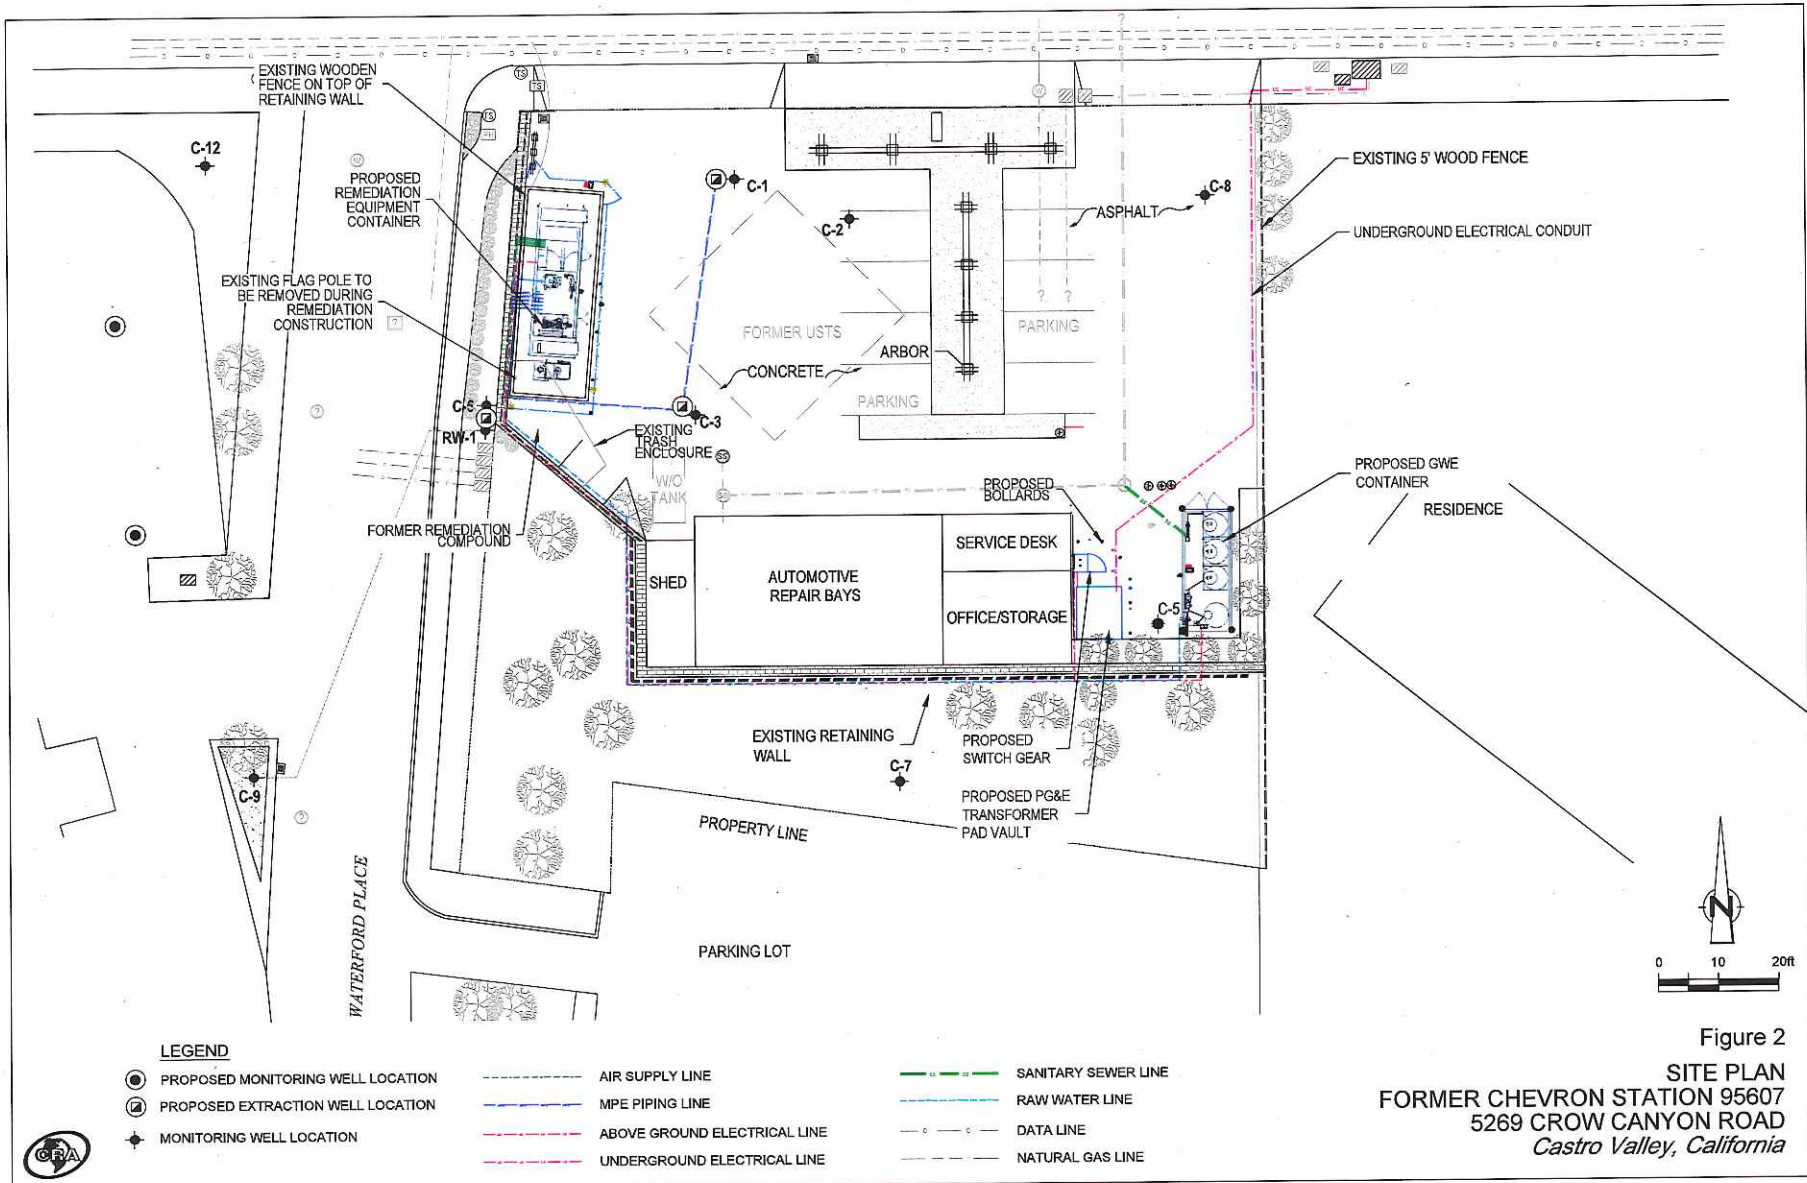 EXISTING WOODEN
FENCE ON TOP OF
RETAINING WALL
TS
TS
TS
PH
W
W
?
C-12
PROPOSED
REMEDIATION
EQUIPMENT
CONTAINER
C-1
C-2
C-8
ASPHALT
EXISTING 5' WOOD FENCE
UNDERGROUND ELECTRICAL CONDUIT
EXISTING FLAG POLE TO
BE REMOVED DURING
REMEDIATION
CONSTRUCTION
?
?
?
FORMER USTS
PARKING
ARBOR
CONCRETE
PARKING
?
C-6
RW-1
C-3
EXISTING
TRASH
ENCLOSURE
SS
W/O
TANK
PROPOSED
BOLLARDS
PROPOSED GWE
CONTAINER
RESIDENCE
FORMER REMEDIATION
COMPOUND
SHED
AUTOMOTIVE
REPAIR BAYS
SERVICE DESK
OFFICE/STORAGE
C-5
EXISTING RETAINING
WALL
PROPOSED
SWITCH GEAR
C-7
C-9
?
PROPOSED PG&E
TRANSFORMER
PAD VAULT
PROPERTY LINE
WATERFORD PLACE
PARKING LOT
N
0 10 20ft
LEGEND
PROPOSED MONITORING WELL LOCATION
PROPOSED EXTRACTION WELL LOCATION
MONITORING WELL LOCATION
AIR SUPPLY LINE
MPE PIPING LINE
ABOVE GROUND ELECTRICAL LINE
UNDERGROUND ELECTRICAL LINE
SANITARY SEWER LINE
RAW WATER LINE
DATA LINE
NATURAL GAS LINE
CRA
Figure 2
SITE PLAN
FORMER CHEVRON STATION 95607
5269 CROW CANYON ROAD
Castro Valley, California